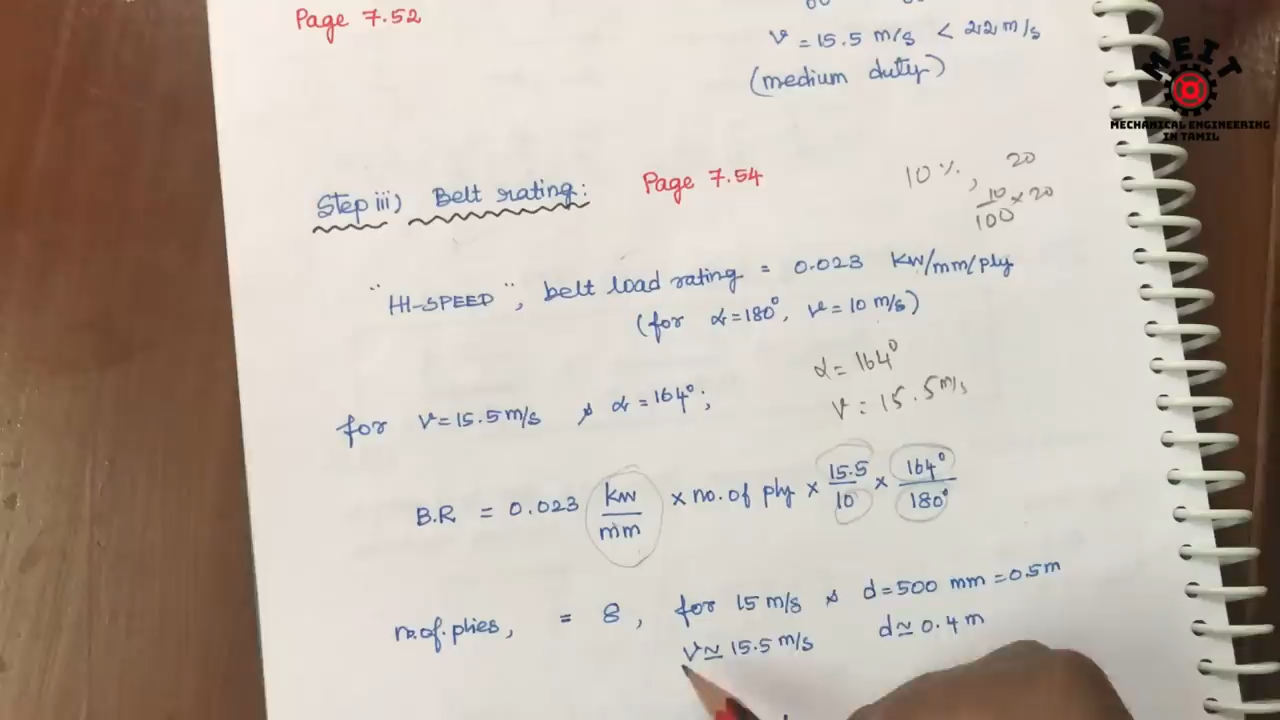 Page 7.52
v = 15.5 m/s < 22 m/s
(medium duty)
MEIT
MECHANICAL ENGINEERING
IN TAMIL
Step iii) Belt rating: Page 7.54
10 %, 20
10/100 × 20
"HI-SPEED", belt load rating = 0.023 KW/mm/ply
(for α=180°, v=10 m/s)
α = 164°
v = 15.5 m/s
for v=15.5 m/s & α=164°;
B.R = 0.023 KW/mm × no. of ply × 15.5/10 × 164°/180°
no. of. plies, = 8, for 15 m/s & d=500 mm =0.5m
v≃15.5 m/s d≃0.4 m